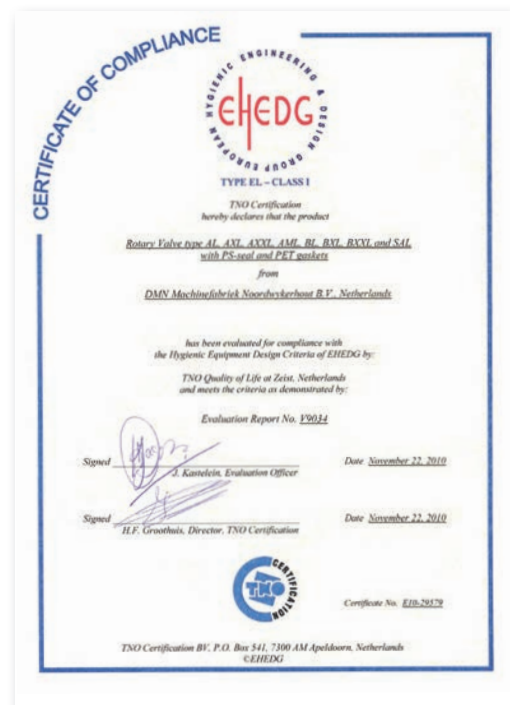 CERTIFICATE OF COMPLIANCE
EUROPEAN HYGIENIC ENGINEERING & DESIGN GROUP
EHEDG
TYPE EL – CLASS I
TNO Certification
hereby declares that the product
Rotary Valve type AL, AXL, AXXL, AML, BL, BXL, BXXL and SAL
with PS-seal and PET gaskets
from
DMN Machinefabriek Noordwykerhout B.V., Netherlands
has been evaluated for compliance with
the Hygienic Equipment Design Criteria of EHEDG by:
TNO Quality of Life at Zeist, Netherlands
and meets the criteria as demonstrated by:
Evaluation Report No. V9034
Signed
J. Kastelein, Evaluation Officer
Date November 22, 2010
Signed
H.F. Groothuis, Director, TNO Certification
Date November 22, 2010
TNO CERTIFICATION
Certificate No. E10-29579
TNO Certification BV, P.O. Box 541, 7300 AM Apeldoorn, Netherlands
©EHEDG